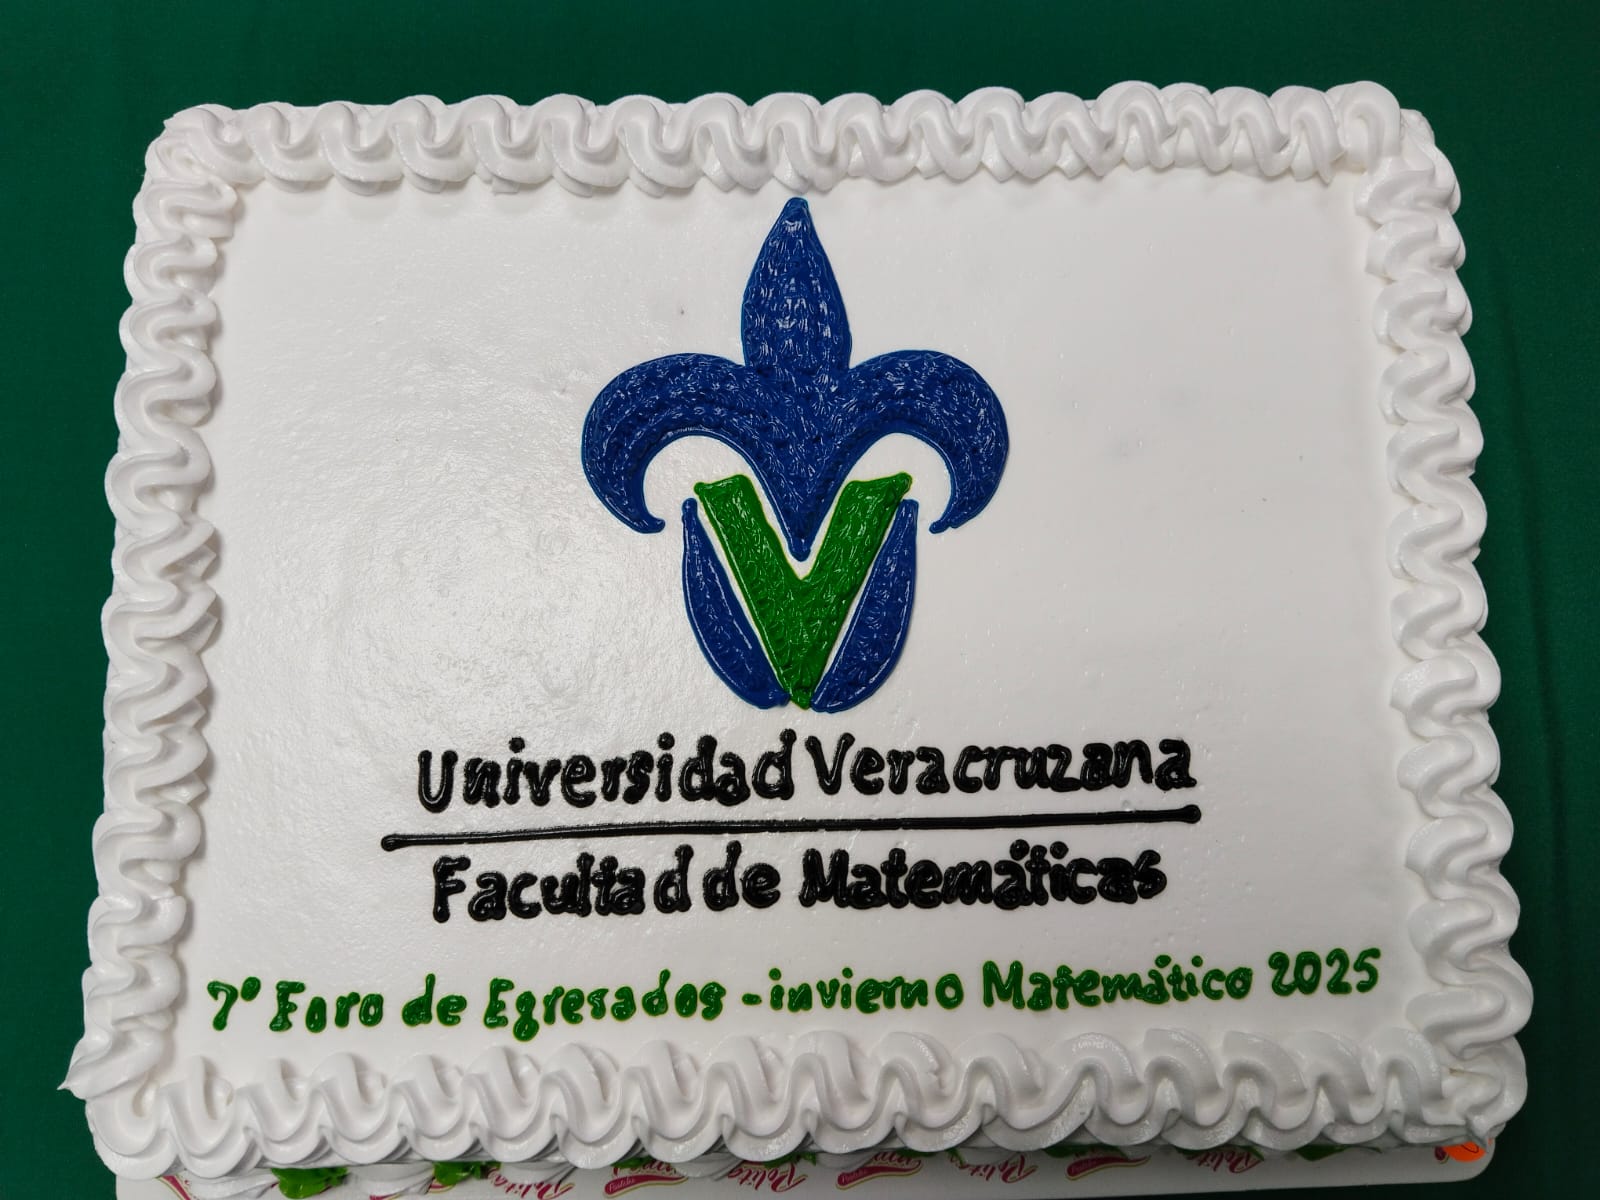 Universidad Veracruzana
Facultad de Matemáticas
7° Foro de Egresados - invierno Matemático 2025